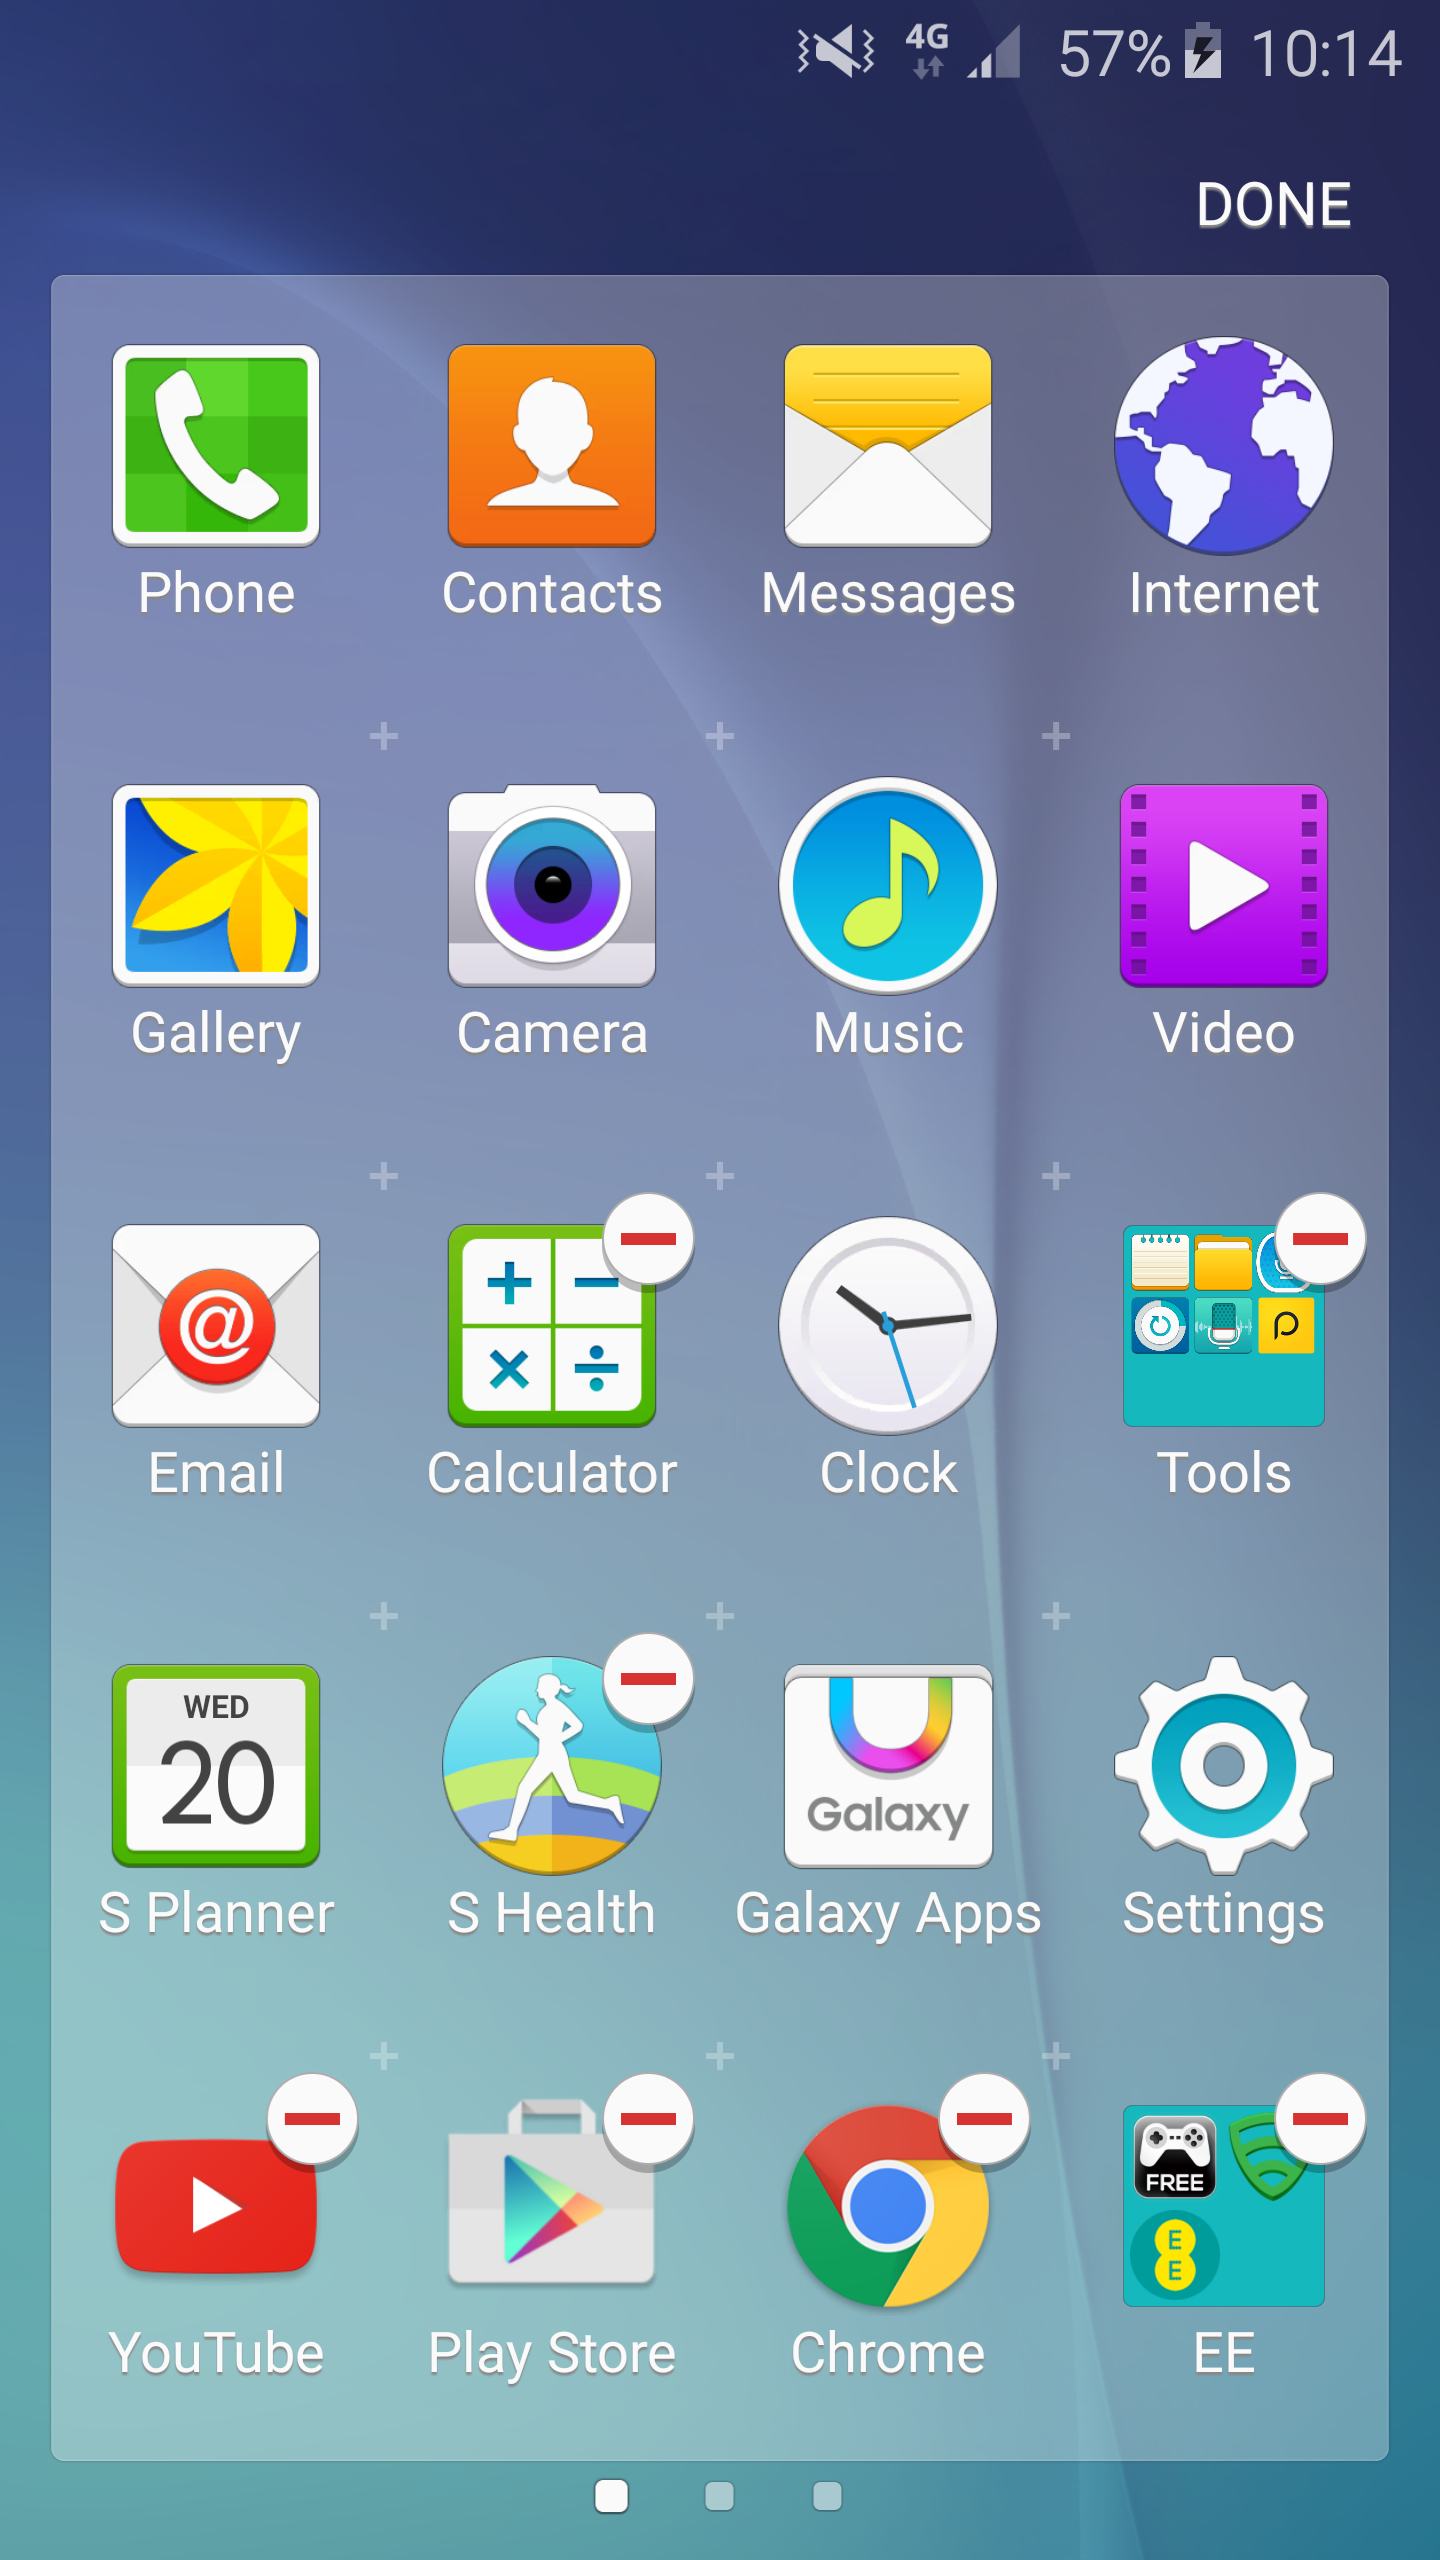 4G 57% 10:14
DONE
Phone Contacts Messages Internet
Gallery Camera Music Video
Email Calculator Clock Tools
WED
20
Galaxy
S Planner S Health Galaxy Apps Settings
FREE
E
E
YouTube Play Store Chrome EE